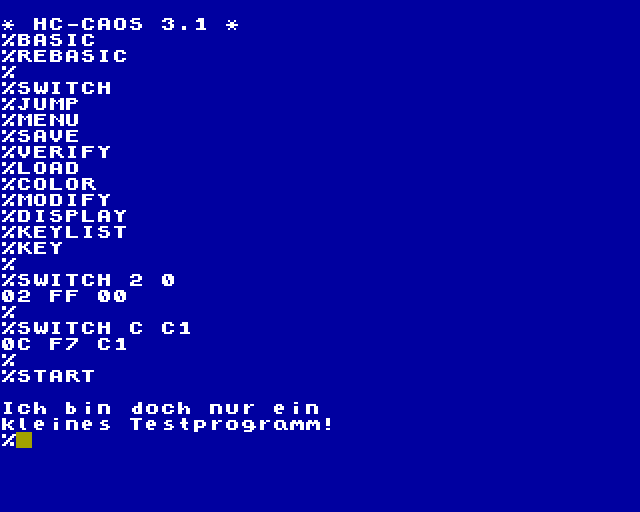 * HC-CAOS 3.1 *
%BASIC
%REBASIC
%
%SWITCH
%JUMP
%MENU
%SAVE
%VERIFY
%LOAD
%COLOR
%MODIFY
%DISPLAY
%KEYLIST
%KEY
%
%SWITCH 2 0
02 FF 00
%
%SWITCH C C1
0C F7 C1
%
%START
Ich bin doch nur ein
kleines Testprogramm!
%